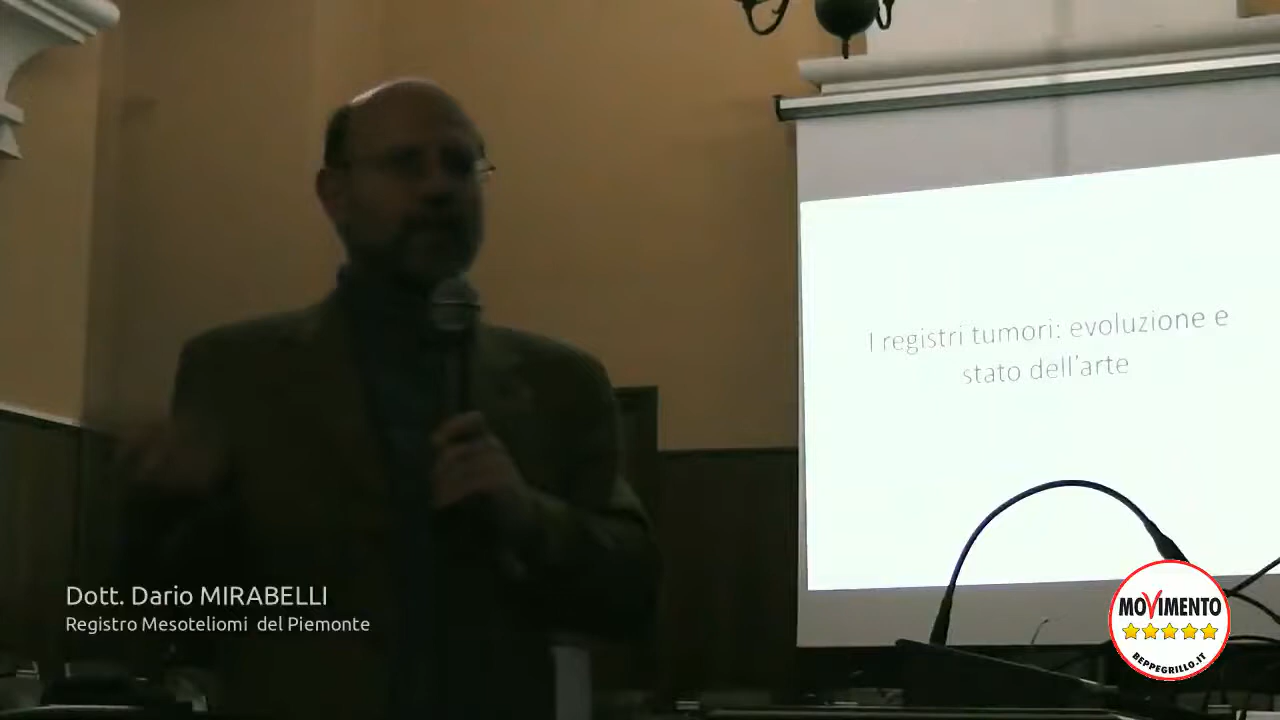 I registri tumori: evoluzione e
stato dell'arte
Dott. Dario MIRABELLI
Registro Mesoteliomi del Piemonte
MOVIMENTO
BEPPEGRILLO.IT